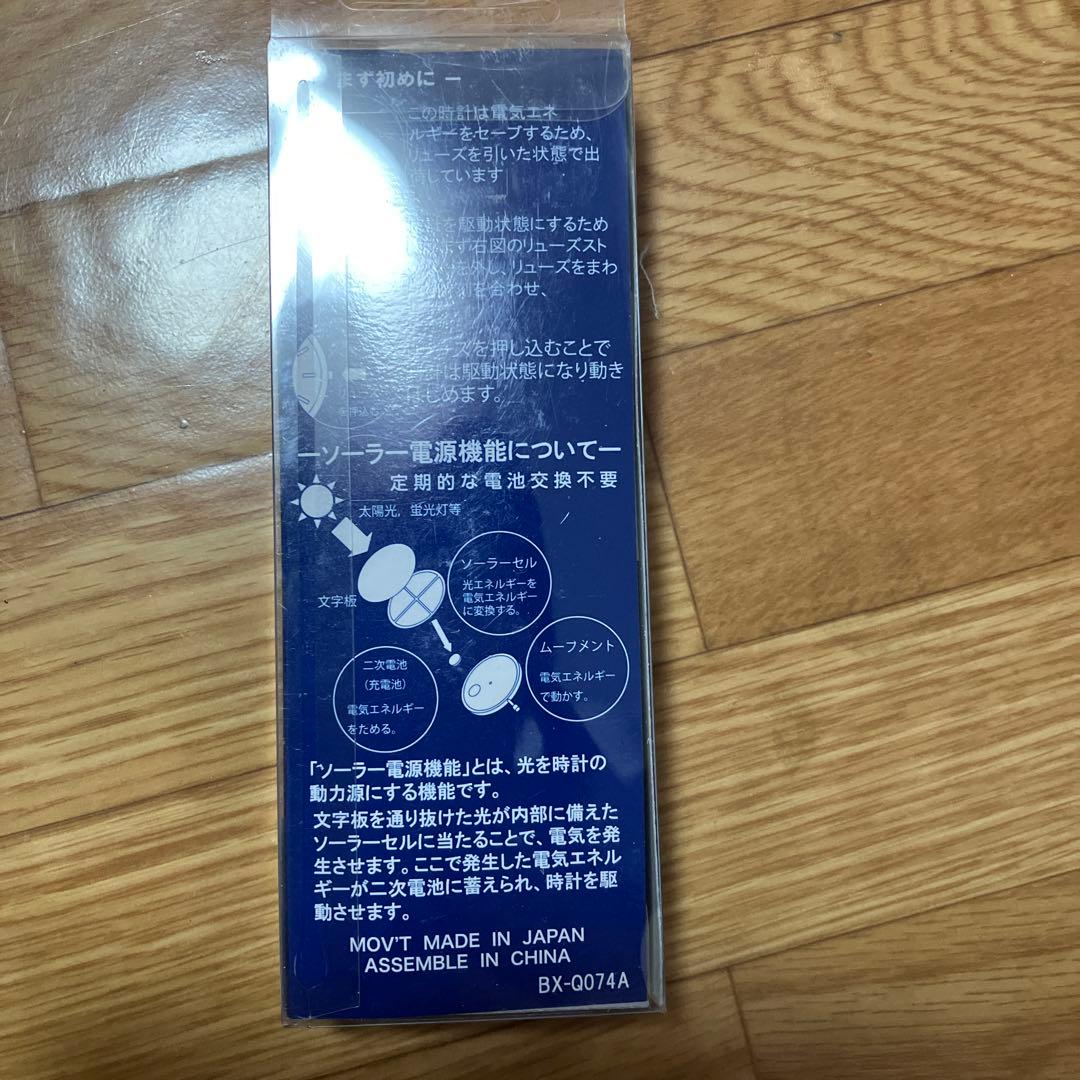 まず初めに ー
この時計は電気エネ
ルギーをセーブするため、
リューズを引いた状態で出
荷しています
を駆動状態にするため
まず右図のリューズスト
を外し、リューズをまわ
を合わせ、
ズを押し込むことで
は駆動状態になり動き
はじめます。
を押込む
ーソーラー電源機能についてー
定期的な電池交換不要
太陽光, 蛍光灯等
ソーラーセル
光エネルギーを
電気エネルギー
に変換する。
文字板
ムーブメント
電気エネルギー
で動かす。
二次電池
(充電池)
電気エネルギー
をためる。
「ソーラー電源機能」とは、光を時計の
動力源にする機能です。
文字板を通り抜けた光が内部に備えた
ソーラーセルに当たることで、電気を発
生させます。ここで発生した電気エネル
ギーが二次電池に蓄えられ、時計を駆
動させます。
MOV'T MADE IN JAPAN
ASSEMBLE IN CHINA
BX-Q074A